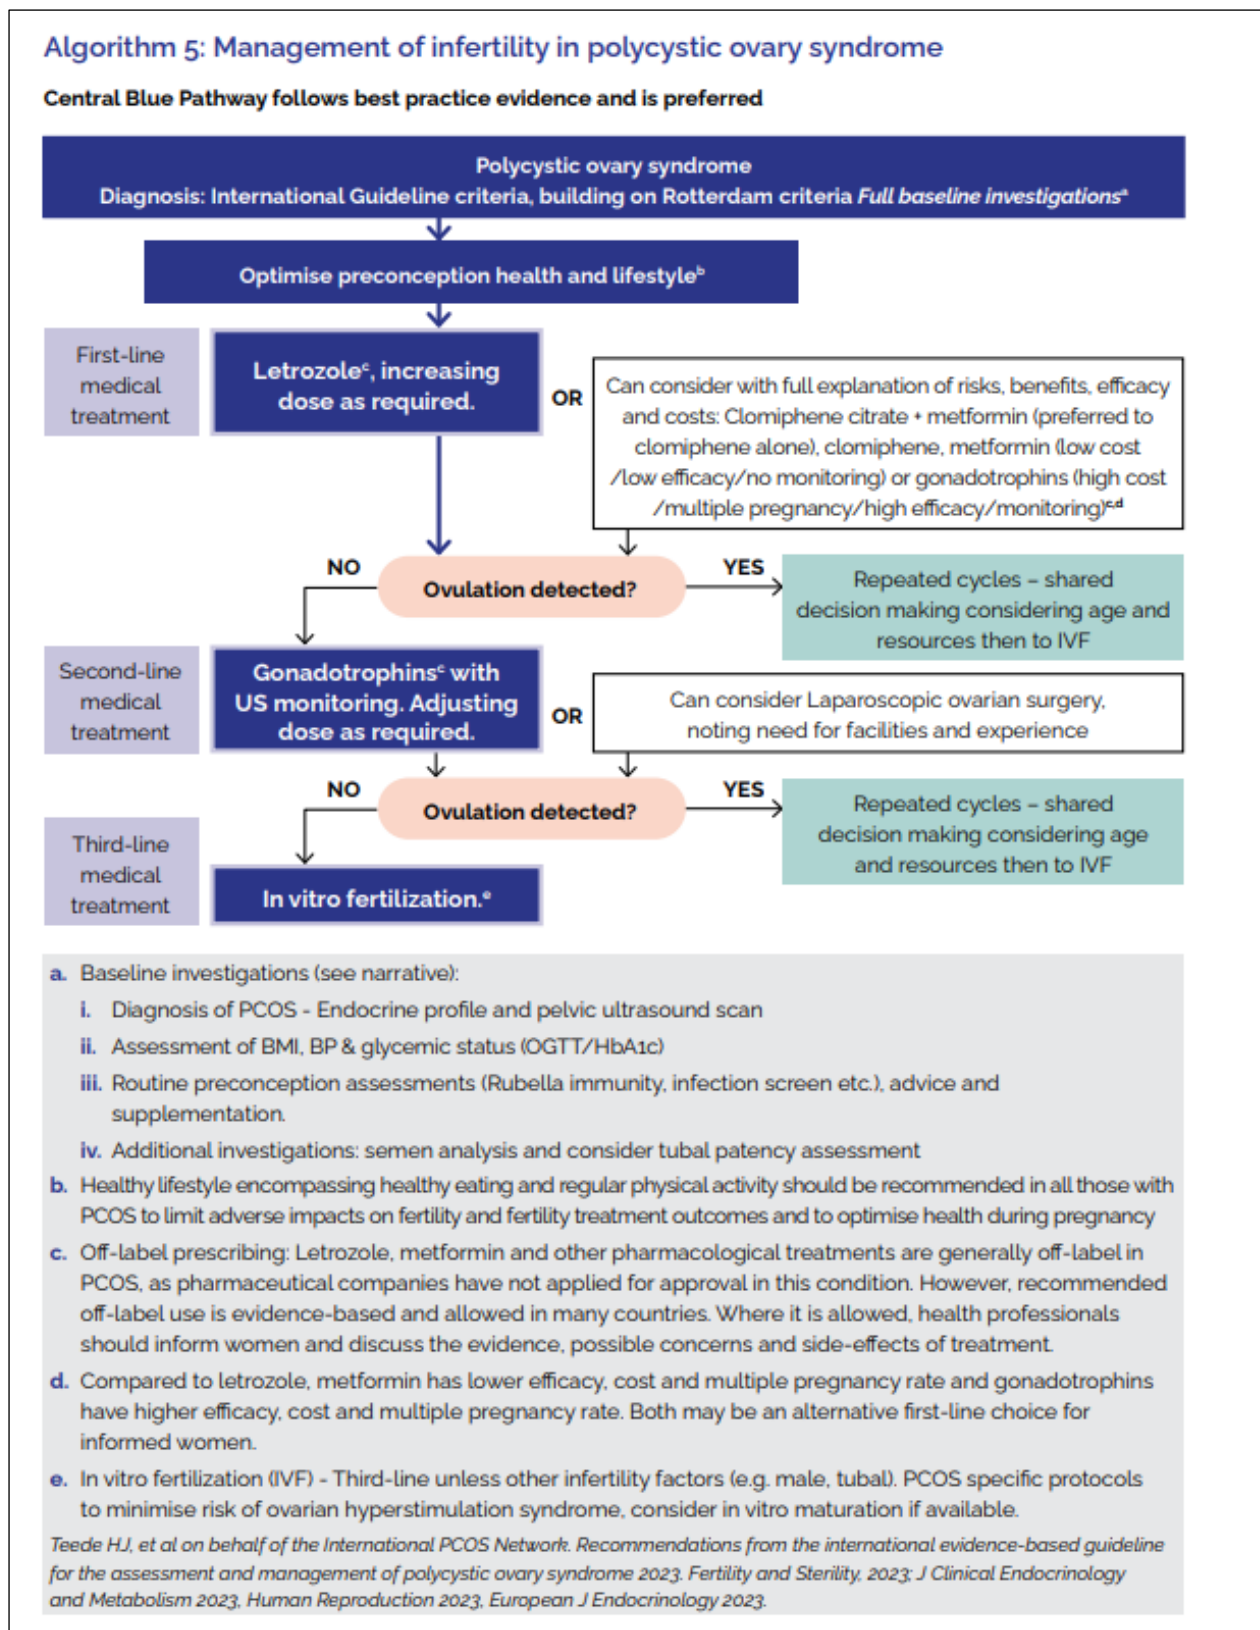 Algorithm 5: Management of infertility in polycystic ovary syndrome
Central Blue Pathway follows best practice evidence and is preferred
Polycystic ovary syndrome
Diagnosis: International Guideline criteria, building on Rotterdam criteria Full baseline investigationsᵃ
Optimise preconception health and lifestyleᵇ
First-line
medical
treatment
Letrozoleᶜ, increasing
dose as required.
OR
Can consider with full explanation of risks, benefits, efficacy
and costs: Clomiphene citrate + metformin (preferred to
clomiphene alone), clomiphene, metformin (low cost
/low efficacy/no monitoring) or gonadotrophins (high cost
/multiple pregnancy/high efficacy/monitoring)ᶜ,ᵈ
NO
Ovulation detected?
YES
Repeated cycles – shared
decision making considering age and
resources then to IVF
Second-line
medical
treatment
Gonadotrophinsᶜ with
US monitoring. Adjusting
dose as required.
OR
Can consider Laparoscopic ovarian surgery,
noting need for facilities and experience
NO
Ovulation detected?
YES
Repeated cycles – shared
decision making considering age
and resources then to IVF
Third-line
medical
treatment
In vitro fertilization.ᵉ
a. Baseline investigations (see narrative):
i. Diagnosis of PCOS - Endocrine profile and pelvic ultrasound scan
ii. Assessment of BMI, BP & glycemic status (OGTT/HbA1c)
iii. Routine preconception assessments (Rubella immunity, infection screen etc.), advice and
supplementation.
iv. Additional investigations: semen analysis and consider tubal patency assessment
b. Healthy lifestyle encompassing healthy eating and regular physical activity should be recommended in all those with
PCOS to limit adverse impacts on fertility and fertility treatment outcomes and to optimise health during pregnancy
c. Off-label prescribing: Letrozole, metformin and other pharmacological treatments are generally off-label in
PCOS, as pharmaceutical companies have not applied for approval in this condition. However, recommended
off-label use is evidence-based and allowed in many countries. Where it is allowed, health professionals
should inform women and discuss the evidence, possible concerns and side-effects of treatment.
d. Compared to letrozole, metformin has lower efficacy, cost and multiple pregnancy rate and gonadotrophins
have higher efficacy, cost and multiple pregnancy rate. Both may be an alternative first-line choice for
informed women.
e. In vitro fertilization (IVF) - Third-line unless other infertility factors (e.g. male, tubal). PCOS specific protocols
to minimise risk of ovarian hyperstimulation syndrome, consider in vitro maturation if available.
Teede HJ, et al on behalf of the International PCOS Network. Recommendations from the international evidence-based guideline
for the assessment and management of polycystic ovary syndrome 2023. Fertility and Sterility, 2023; J Clinical Endocrinology
and Metabolism 2023, Human Reproduction 2023, European J Endocrinology 2023.